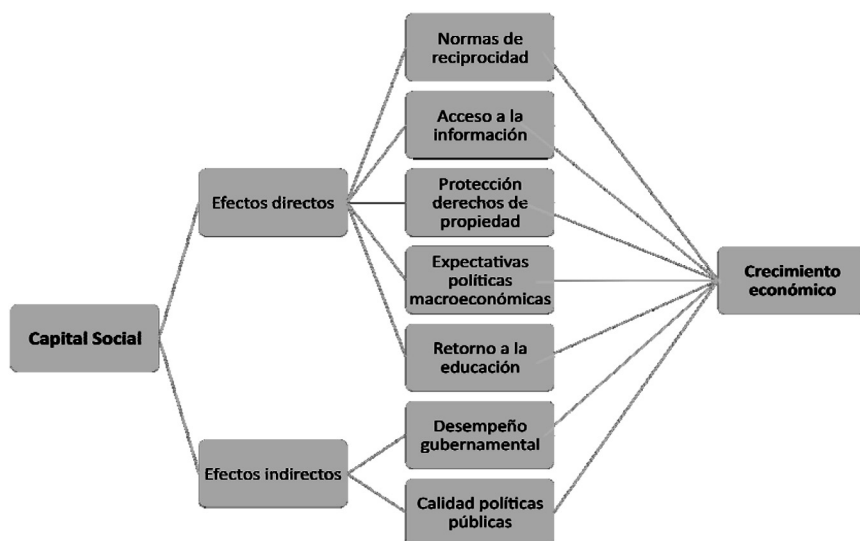 Capital Social
Efectos directos
Efectos indirectos
Normas de
reciprocidad
Acceso a la
información
Protección
derechos de
propiedad
Expectativas
políticas
macroeconómicas
Retorno a la
educación
Desempeño
gubernamental
Calidad políticas
públicas
Crecimiento
económico